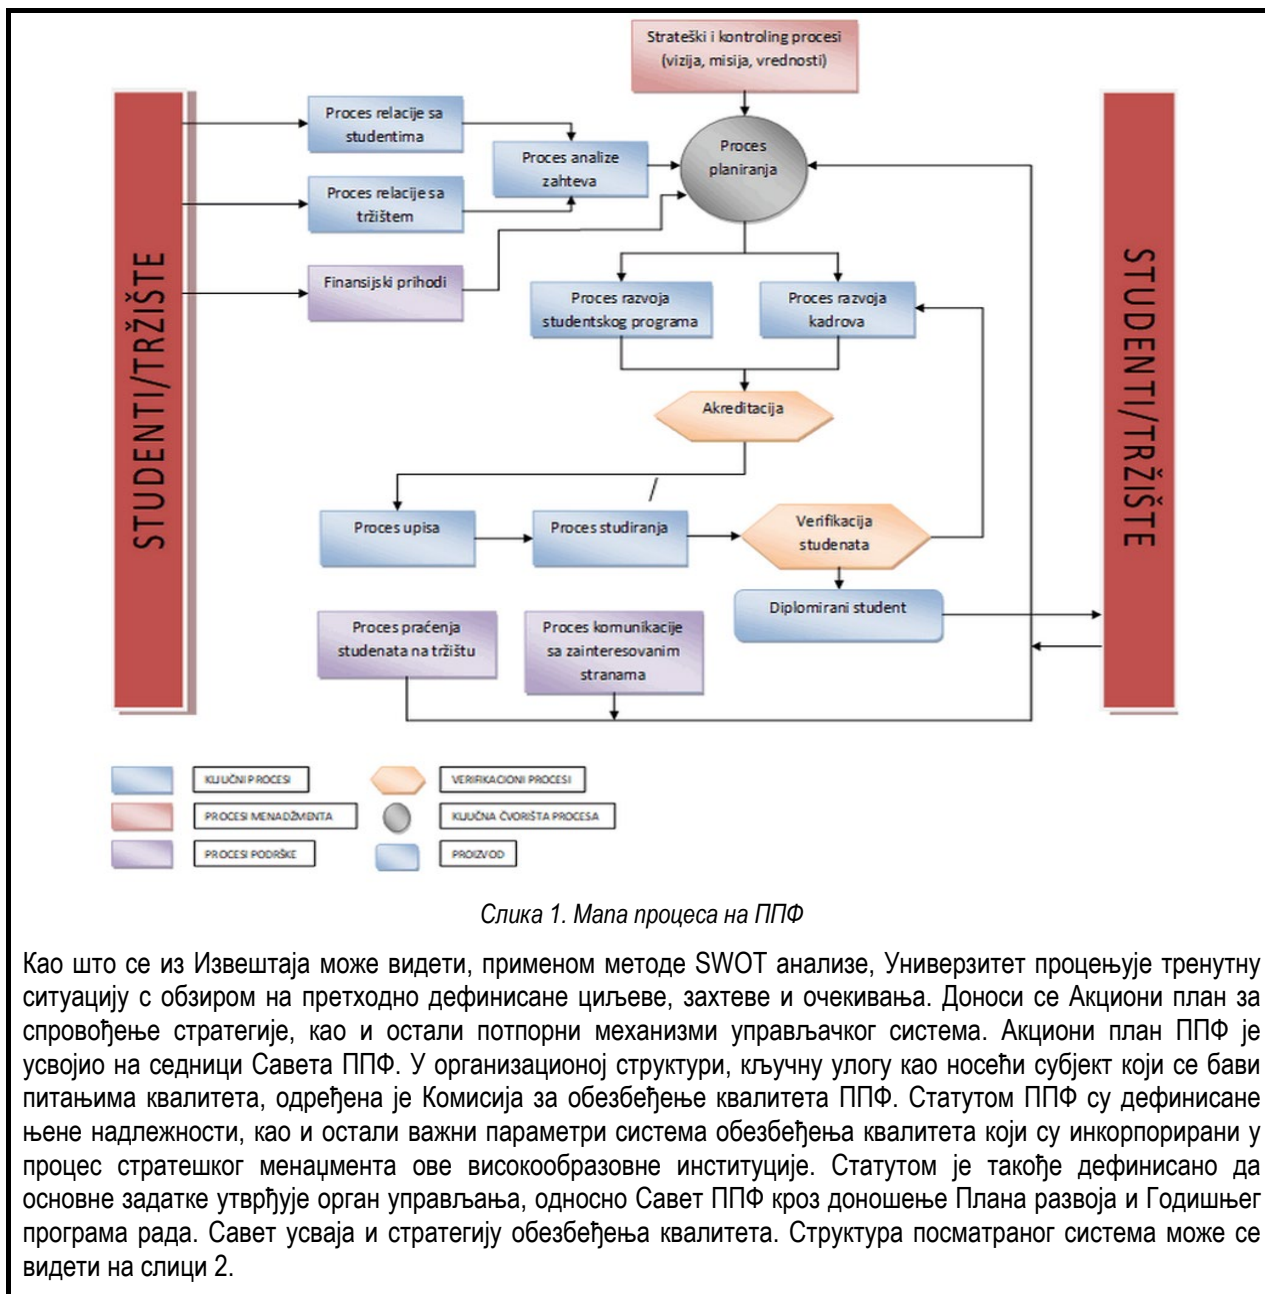 Strateški i kontroling procesi
(vizija, misija, vrednosti)
STUDENTI/TRŽIŠTE
Proces relacije sa
studentima
Proces analize
zahteva
Proces
planiranja
Proces relacije sa
tržištem
Finansijski prihodi
Proces razvoja
studentskog programa
Proces razvoja
kadrova
Akreditacija
/
Proces upisa
Proces studiranja
Verifikacija
studenata
Diplomirani student
Proces praćenja
studenata na tržištu
Proces komunikacije
sa zainteresovanim
stranama
STUDENTI/TRŽIŠTE
KLJUČNI PROCESI
VERIFIKACIONI PROCESI
PROCESI MENADŽMENTA
KLJUČNA ČVORIŠTA PROCESA
PROCESI PODRŠKE
PROIZVOD
Слика 1. Мапа процеса на ППФ
Као што се из Извештаја може видети, применом методе SWOT анализе, Универзитет процењује тренутну
ситуацију с обзиром на претходно дефинисане циљеве, захтеве и очекивања. Доноси се Акциони план за
спровођење стратегије, као и остали потпорни механизми управљачког система. Акциони план ППФ је
усвојио на седници Савета ППФ. У организационој структури, кључну улогу као носећи субјект који се бави
питањима квалитета, одређена је Комисија за обезбеђење квалитета ППФ. Статутом ППФ су дефинисане
њене надлежности, као и остали важни параметри система обезбеђења квалитета који су инкорпорирани у
процес стратешког менаџмента ове високообразовне институције. Статутом је такође дефинисано да
основне задатке утврђује орган управљања, односно Савет ППФ кроз доношење Плана развоја и Годишњег
програма рада. Савет усваја и стратегију обезбеђења квалитета. Структура посматраног система може се
видети на слици 2.